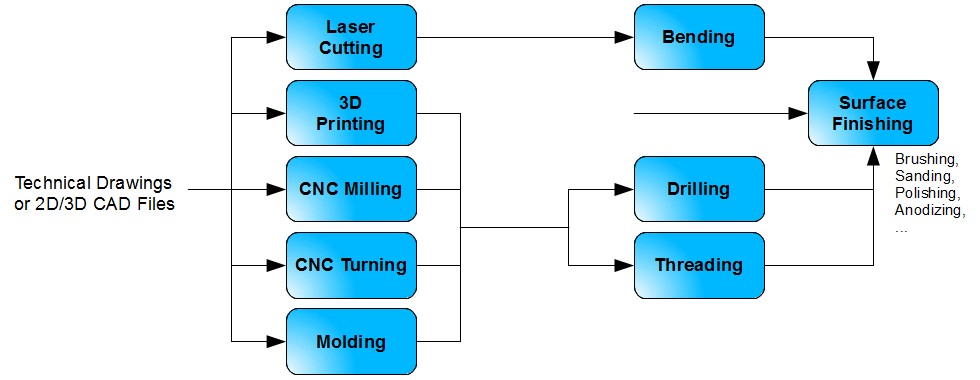 Laser
Cutting
Bending
3D
Printing
Surface
Finishing
Technical Drawings
or 2D/3D CAD Files
CNC Milling
Drilling
Brushing,
Sanding,
Polishing,
Anodizing,
...
CNC Turning
Threading
Molding